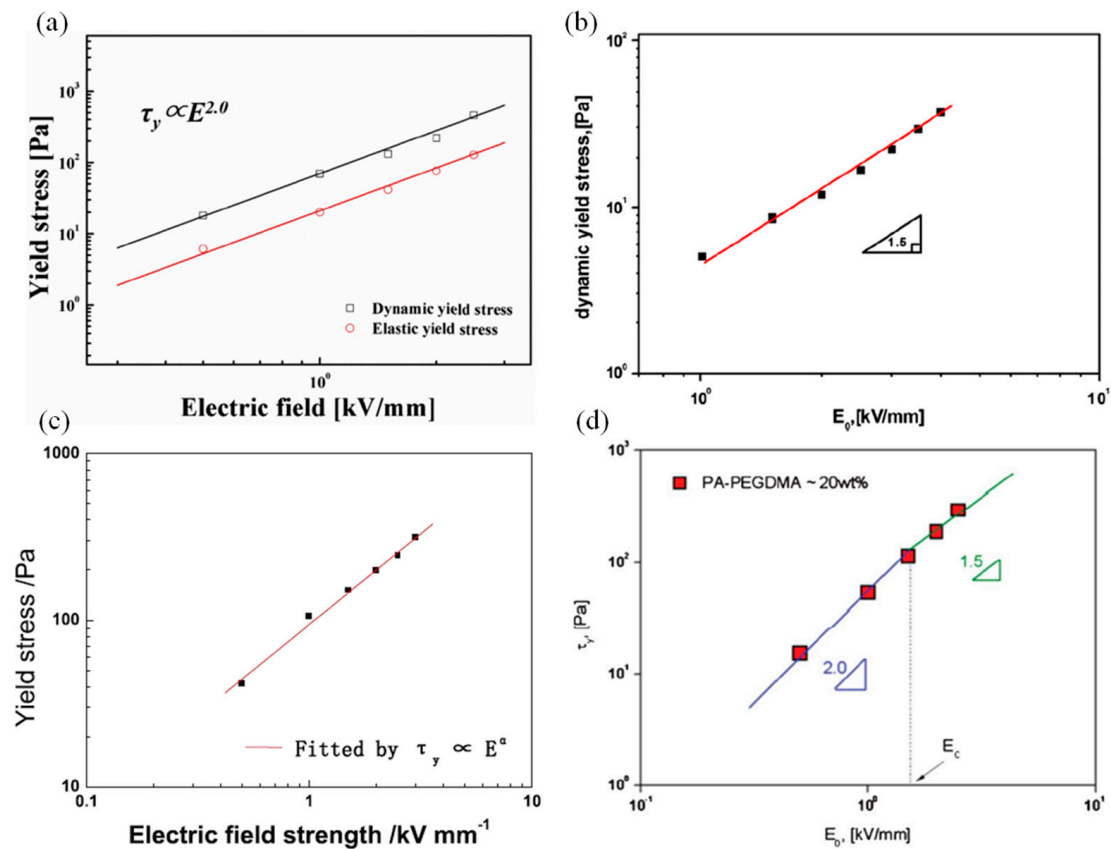 (a)
Yield stress [Pa]
10³
10²
10¹
10⁰
τy ∝E2.0
Dynamic yield stress
Elastic yield stress
10⁰
Electric field [kV/mm]
(b)
dynamic yield stress,[Pa]
10²
10¹
10⁰
1.5
10⁰
10¹
E₀,[kV/mm]
(c)
Yield stress /Pa
1000
100
10
Fitted by τy ∝ Eα
0.1
1
10
Electric field strength /kV mm⁻¹
(d)
τy, [Pa]
10³
10²
10¹
10⁰
PA-PEGDMA ~ 20wt%
1.5
2.0
Ec
10⁻¹
10⁰
10¹
E₀, [kV/mm]